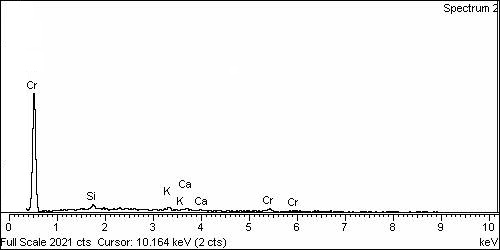 Spectrum 2
Cr
Si
K
K
Ca
Ca
Cr
Cr
0 1 2 3 4 5 6 7 8 9 10
Full Scale 2021 cts Cursor: 10.164 keV (2 cts) keV